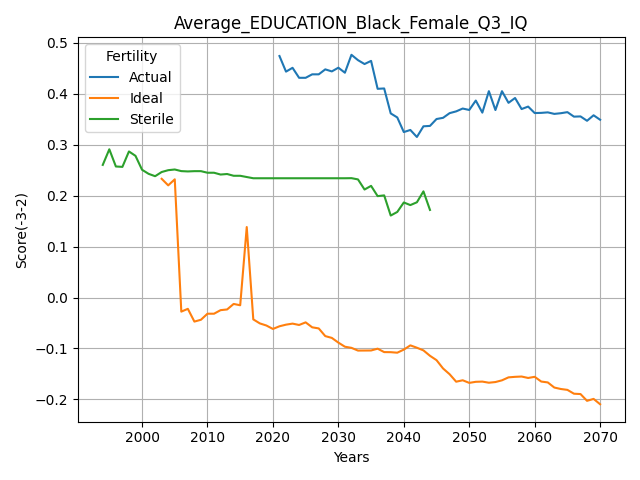 Average_EDUCATION_Black_Female_Q3_IQ
Fertility
Actual
Ideal
Sterile
Score(-3-2)
0.5
0.4
0.3
0.2
0.1
0.0
−0.1
−0.2
2000 2010 2020 2030 2040 2050 2060 2070
Years